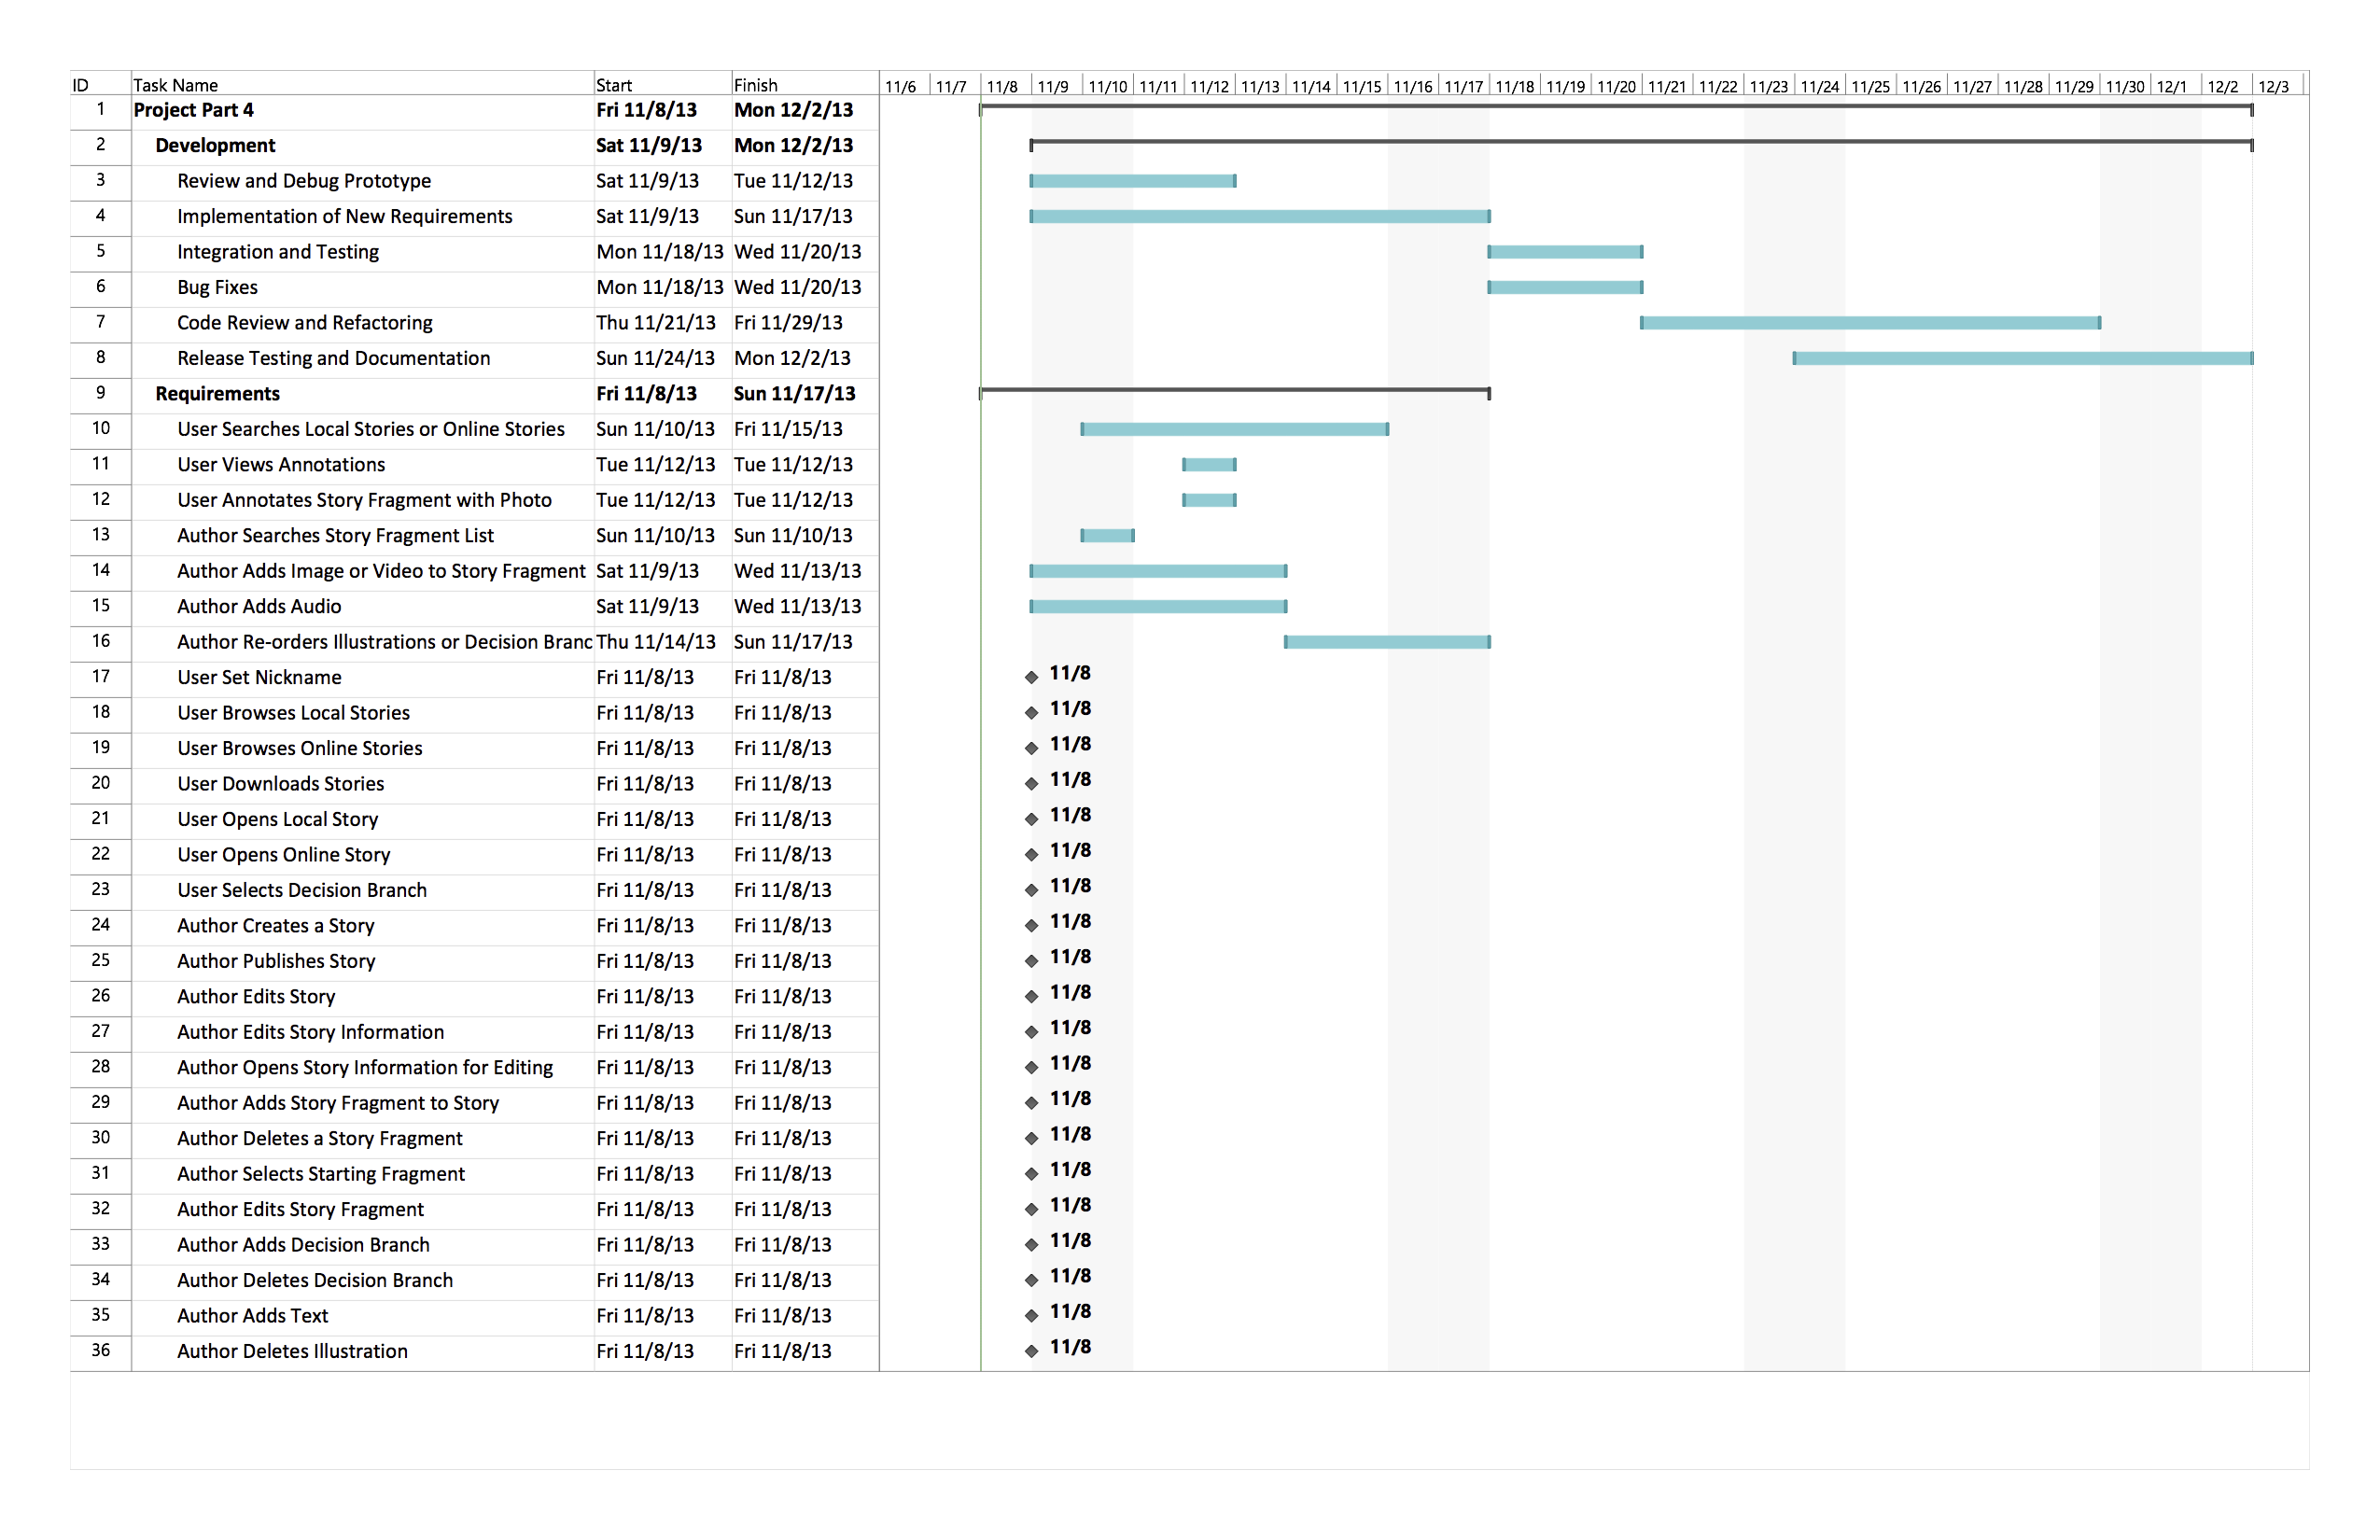 ID Task Name Start Finish 11/6 11/7 11/8 11/9 11/10 11/11 11/12 11/13 11/14 11/15 11/16 11/17 11/18 11/19 11/20 11/21 11/22 11/23 11/24 11/25 11/26 11/27 11/28 11/29 11/30 12/1 12/2 12/3
1 Project Part 4 Fri 11/8/13 Mon 12/2/13
2 Development Sat 11/9/13 Mon 12/2/13
3 Review and Debug Prototype Sat 11/9/13 Tue 11/12/13
4 Implementation of New Requirements Sat 11/9/13 Sun 11/17/13
5 Integration and Testing Mon 11/18/13 Wed 11/20/13
6 Bug Fixes Mon 11/18/13 Wed 11/20/13
7 Code Review and Refactoring Thu 11/21/13 Fri 11/29/13
8 Release Testing and Documentation Sun 11/24/13 Mon 12/2/13
9 Requirements Fri 11/8/13 Sun 11/17/13
10 User Searches Local Stories or Online Stories Sun 11/10/13 Fri 11/15/13
11 User Views Annotations Tue 11/12/13 Tue 11/12/13
12 User Annotates Story Fragment with Photo Tue 11/12/13 Tue 11/12/13
13 Author Searches Story Fragment List Sun 11/10/13 Sun 11/10/13
14 Author Adds Image or Video to Story Fragment Sat 11/9/13 Wed 11/13/13
15 Author Adds Audio Sat 11/9/13 Wed 11/13/13
16 Author Re-orders Illustrations or Decision Branc Thu 11/14/13 Sun 11/17/13
17 User Set Nickname Fri 11/8/13 Fri 11/8/13 11/8
18 User Browses Local Stories Fri 11/8/13 Fri 11/8/13 11/8
19 User Browses Online Stories Fri 11/8/13 Fri 11/8/13 11/8
20 User Downloads Stories Fri 11/8/13 Fri 11/8/13 11/8
21 User Opens Local Story Fri 11/8/13 Fri 11/8/13 11/8
22 User Opens Online Story Fri 11/8/13 Fri 11/8/13 11/8
23 User Selects Decision Branch Fri 11/8/13 Fri 11/8/13 11/8
24 Author Creates a Story Fri 11/8/13 Fri 11/8/13 11/8
25 Author Publishes Story Fri 11/8/13 Fri 11/8/13 11/8
26 Author Edits Story Fri 11/8/13 Fri 11/8/13 11/8
27 Author Edits Story Information Fri 11/8/13 Fri 11/8/13 11/8
28 Author Opens Story Information for Editing Fri 11/8/13 Fri 11/8/13 11/8
29 Author Adds Story Fragment to Story Fri 11/8/13 Fri 11/8/13 11/8
30 Author Deletes a Story Fragment Fri 11/8/13 Fri 11/8/13 11/8
31 Author Selects Starting Fragment Fri 11/8/13 Fri 11/8/13 11/8
32 Author Edits Story Fragment Fri 11/8/13 Fri 11/8/13 11/8
33 Author Adds Decision Branch Fri 11/8/13 Fri 11/8/13 11/8
34 Author Deletes Decision Branch Fri 11/8/13 Fri 11/8/13 11/8
35 Author Adds Text Fri 11/8/13 Fri 11/8/13 11/8
36 Author Deletes Illustration Fri 11/8/13 Fri 11/8/13 11/8